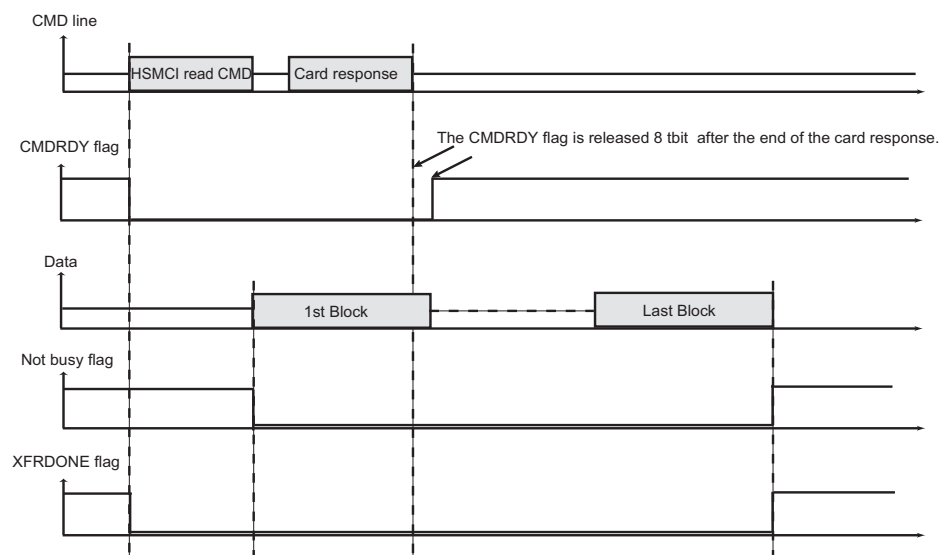 CMD line
HSMCI read CMD
Card response
CMDRDY flag
The CMDRDY flag is released 8 tbit after the end of the card response.
Data
1st Block
Last Block
Not busy flag
XFRDONE flag